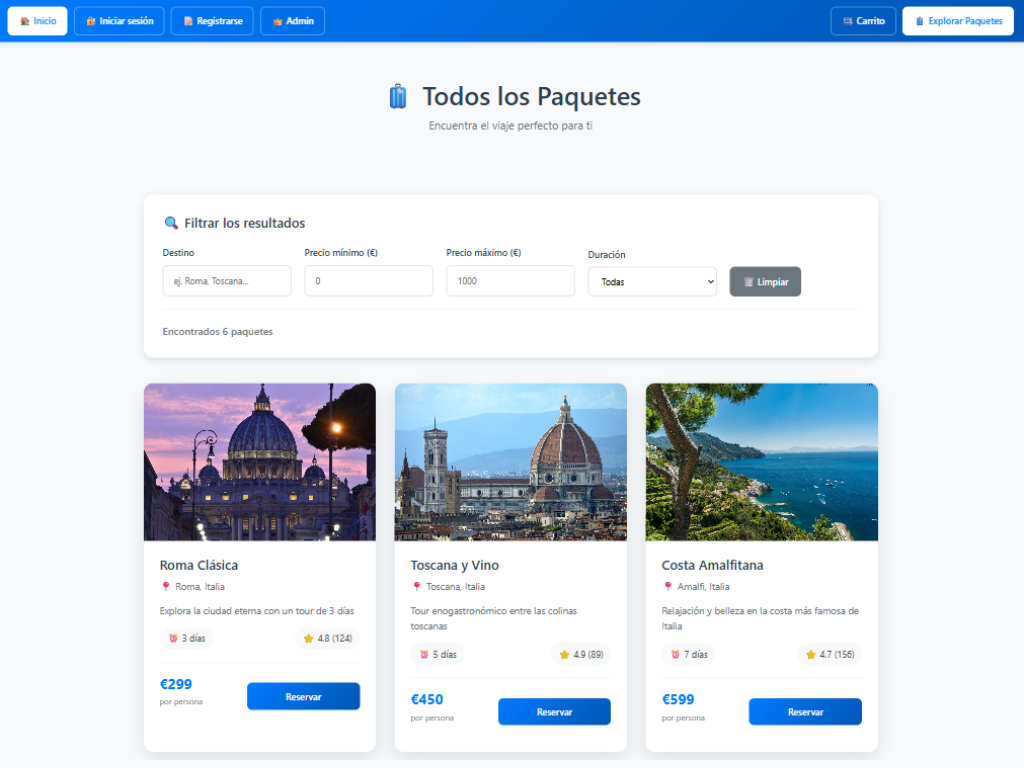 Inicio
Iniciar sesión
Registrarse
Admin
Carrito
Explorar Paquetes
Todos los Paquetes
Encuentra el viaje perfecto para ti
Filtrar los resultados
Destino
Precio mínimo (€)
Precio máximo (€)
Duración
ej. Roma, Toscana...
0
1000
Todas
Limpiar
Encontrados 6 paquetes
Roma Clásica
Roma, Italia
Explora la ciudad eterna con un tour de 3 días
3 días
4.8 (124)
€299
por persona
Reservar
Toscana y Vino
Toscana, Italia
Tour enogastronómico entre las colinas
toscanas
5 días
4.9 (89)
€450
por persona
Reservar
Costa Amalfitana
Amalfi, Italia
Relajación y belleza en la costa más famosa de
Italia
7 días
4.7 (156)
€599
por persona
Reservar